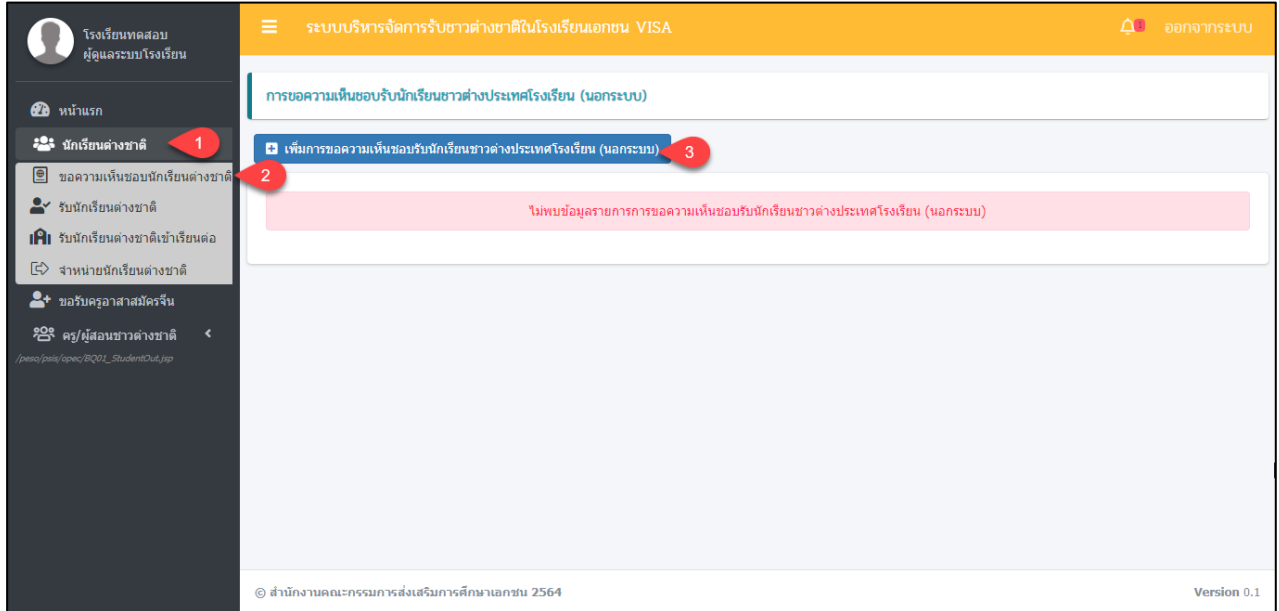 โรงเรียนทดสอบ
ผู้ดูแลระบบโรงเรียน
หน้าแรก
นักเรียนต่างชาติ
1
ขอความเห็นชอบนักเรียนต่างชาติ
2
รับนักเรียนต่างชาติ
รับนักเรียนต่างชาติเข้าเรียนต่อ
จำหน่ายนักเรียนต่างชาติ
ขอรับครูอาสาสมัครจีน
ครู/ผู้สอนชาวต่างชาติ
/peso/psis/opec/BQ01_StudentOut.jsp
ระบบบริหารจัดการรับชาวต่างชาติในโรงเรียนเอกชน VISA
1
ออกจากระบบ
การขอความเห็นชอบรับนักเรียนชาวต่างประเทศโรงเรียน (นอกระบบ)
เพิ่มการขอความเห็นชอบรับนักเรียนชาวต่างประเทศโรงเรียน (นอกระบบ)
3
ไม่พบข้อมูลรายการการขอความเห็นชอบรับนักเรียนชาวต่างประเทศโรงเรียน (นอกระบบ)
© สำนักงานคณะกรรมการส่งเสริมการศึกษาเอกชน 2564
Version 0.1